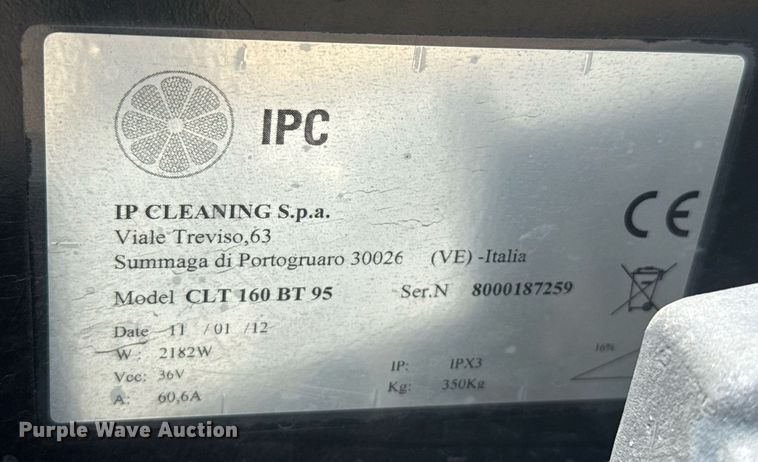 IPC
IP CLEANING S.p.a.
Viale Treviso,63
Summaga di Portogruaro 30026 (VE) -Italia
Model CLT 160 BT 95 Ser.N 8000187259
Date 11 / 01 / 12
W : 2182W
Vcc: 36V
A: 60,6A
IP: IPX3
Kg: 350Kg
CE
16%
Purple Wave Auction